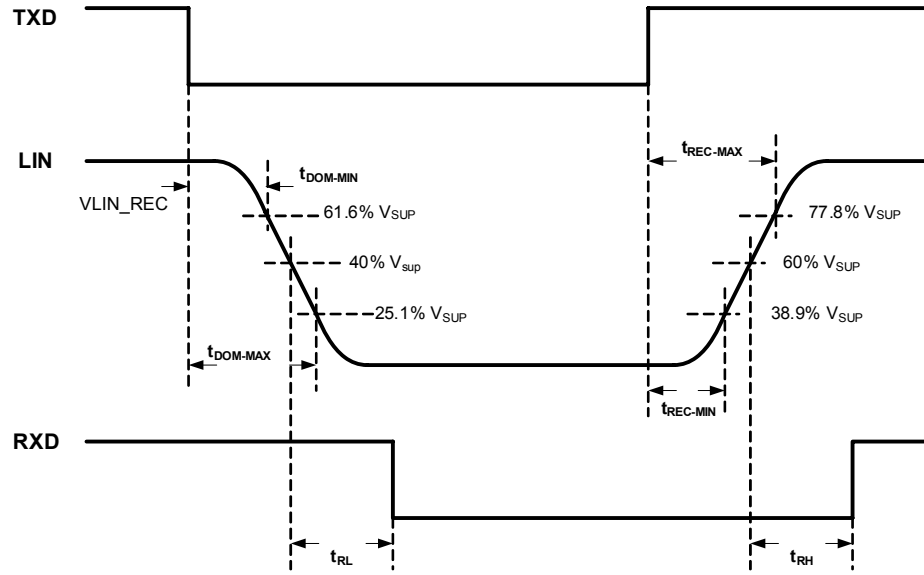 TXD
LIN
tREC-MAX
tDOM-MIN
VLIN_REC
61.6% VSUP
77.8% VSUP
40% Vsup
60% VSUP
25.1% VSUP
38.9% VSUP
tDOM-MAX
tREC-MIN
RXD
tRL
tRH